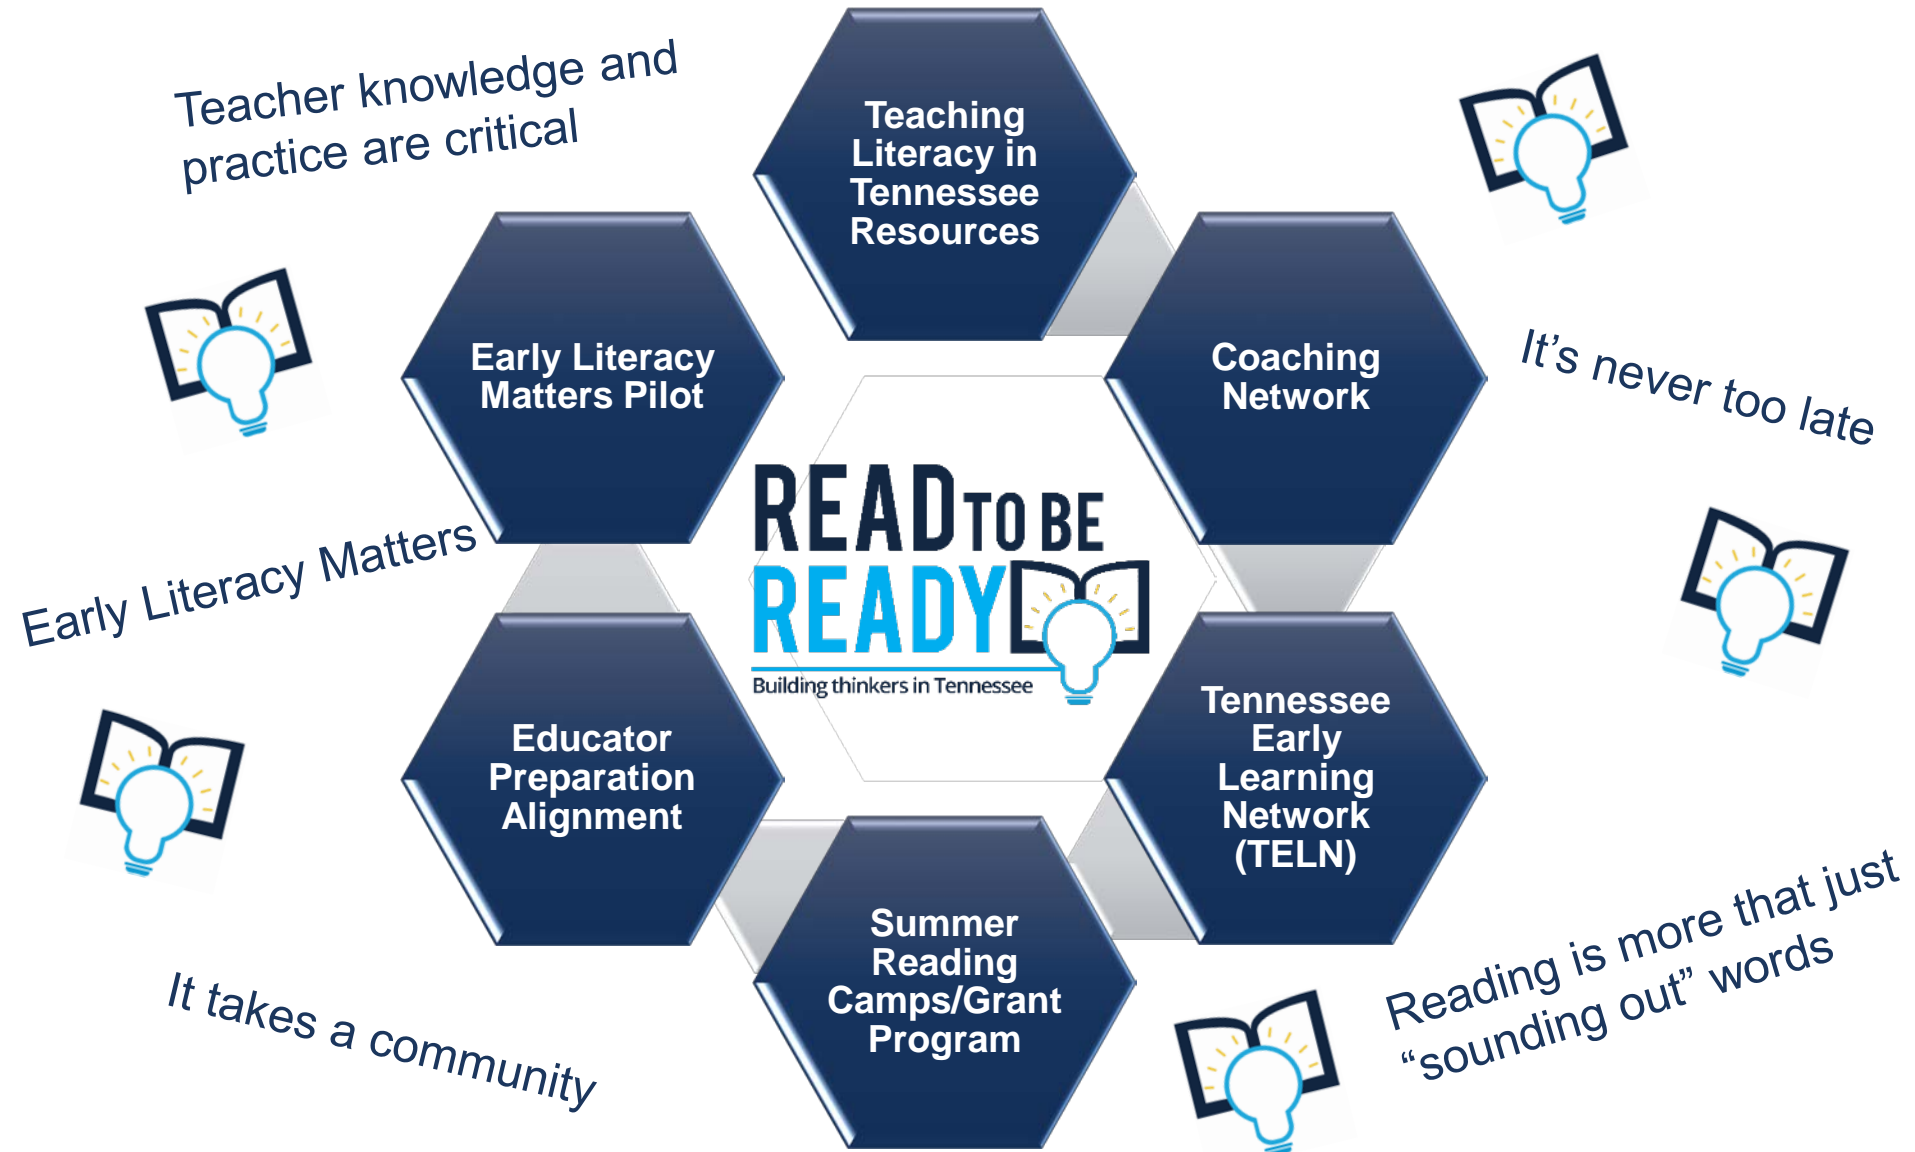 Teacher knowledge and
practice are critical
Teaching
Literacy in
Tennessee
Resources
Early Literacy
Matters Pilot
Coaching
Network
It’s never too late
READ TO BE
READY
Building thinkers in Tennessee
Early Literacy Matters
Educator
Preparation
Alignment
Tennessee
Early
Learning
Network
(TELN)
Summer
Reading
Camps/Grant
Program
It takes a community
Reading is more that just
“sounding out” words